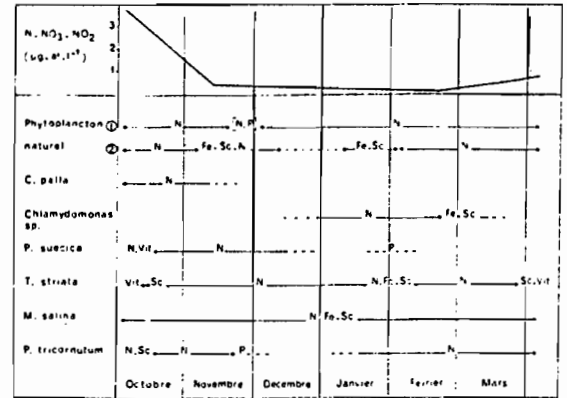 N. NO3. NO2
(µg. at. l-1)
3
2
1
Phytoplancton ① N [N.P] N
naturel ② N Fe.Sc.N Fe.Sc N
C. palla N
Chlamydomonas N Fe.Sc
sp.
P. suecica N.Vit N P
T. striata Vit Sc N N.Fe.Sc N Sc.Vit
M. salina N Fe.Sc
P. tricornutum N.Sc N P N
Octobre Novembre Decembre Janvier Fevrier Mars